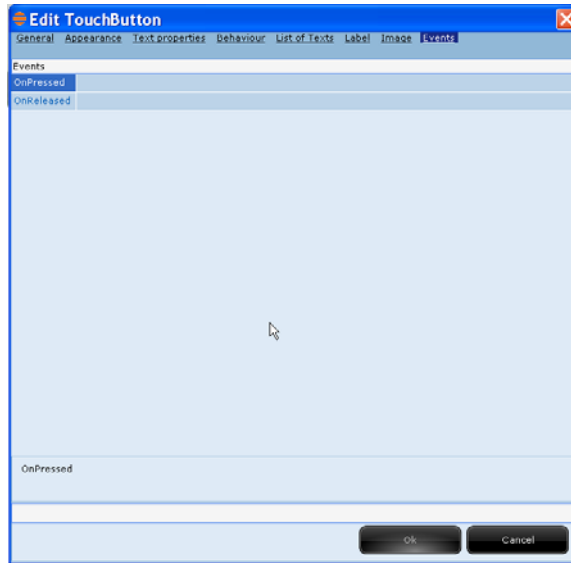 Edit TouchButton
General Appearance Text properties Behaviour List of Texts Label Image Events
Events
OnPressed
OnReleased
OnPressed
Ok Cancel